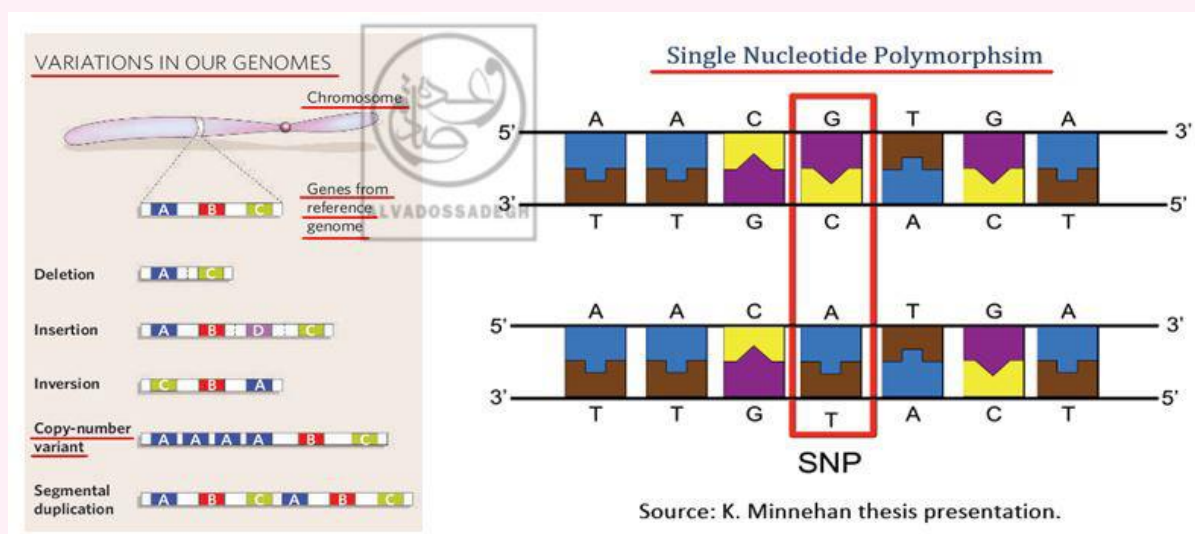 VARIATIONS IN OUR GENOMES
Chromosome
Genes from
reference
genome
A B C
Deletion
A C
Insertion
A B D C
Inversion
C B A
Copy-number
variant
A A A A B C
Segmental
duplication
A B C A B C
ALVADOSSADEGH
Single Nucleotide Polymorphsim
A A C G T G A
5' 3'
3' 5'
T T G C A C T
A A C A T G A
5' 3'
3' 5'
T T G T A C T
SNP
Source: K. Minnehan thesis presentation.